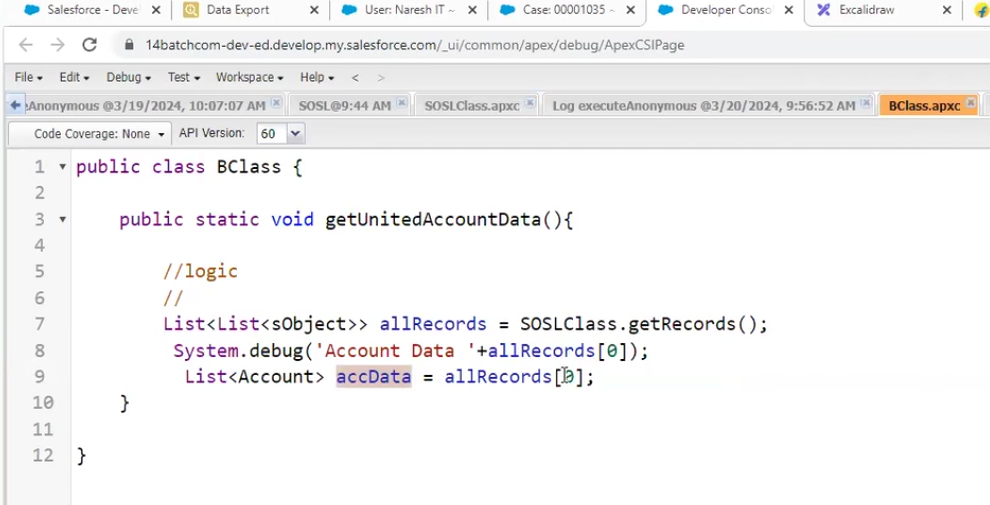 Salesforce - Deve
Data Export
User: Naresh IT ~
Case: 00001035 ~
Developer Conso
Excalidraw
14batchcom-dev-ed.develop.my.salesforce.com/_ui/common/apex/debug/ApexCSIPage
File Edit Debug Test Workspace Help < >
Anonymous @3/19/2024, 10:07:07 AM
SOSL@9:44 AM
SOSLClass.apxc
Log executeAnonymous @3/20/2024, 9:56:52 AM
BClass.apxc
Code Coverage: None API Version: 60
1 public class BClass {
2
3 public static void getUnitedAccountData(){
4
5 //logic
6 //
7 List<List<sObject>> allRecords = SOSLClass.getRecords();
8 System.debug('Account Data '+allRecords[0]);
9 List<Account> accData = allRecords[0];
10 }
11
12 }